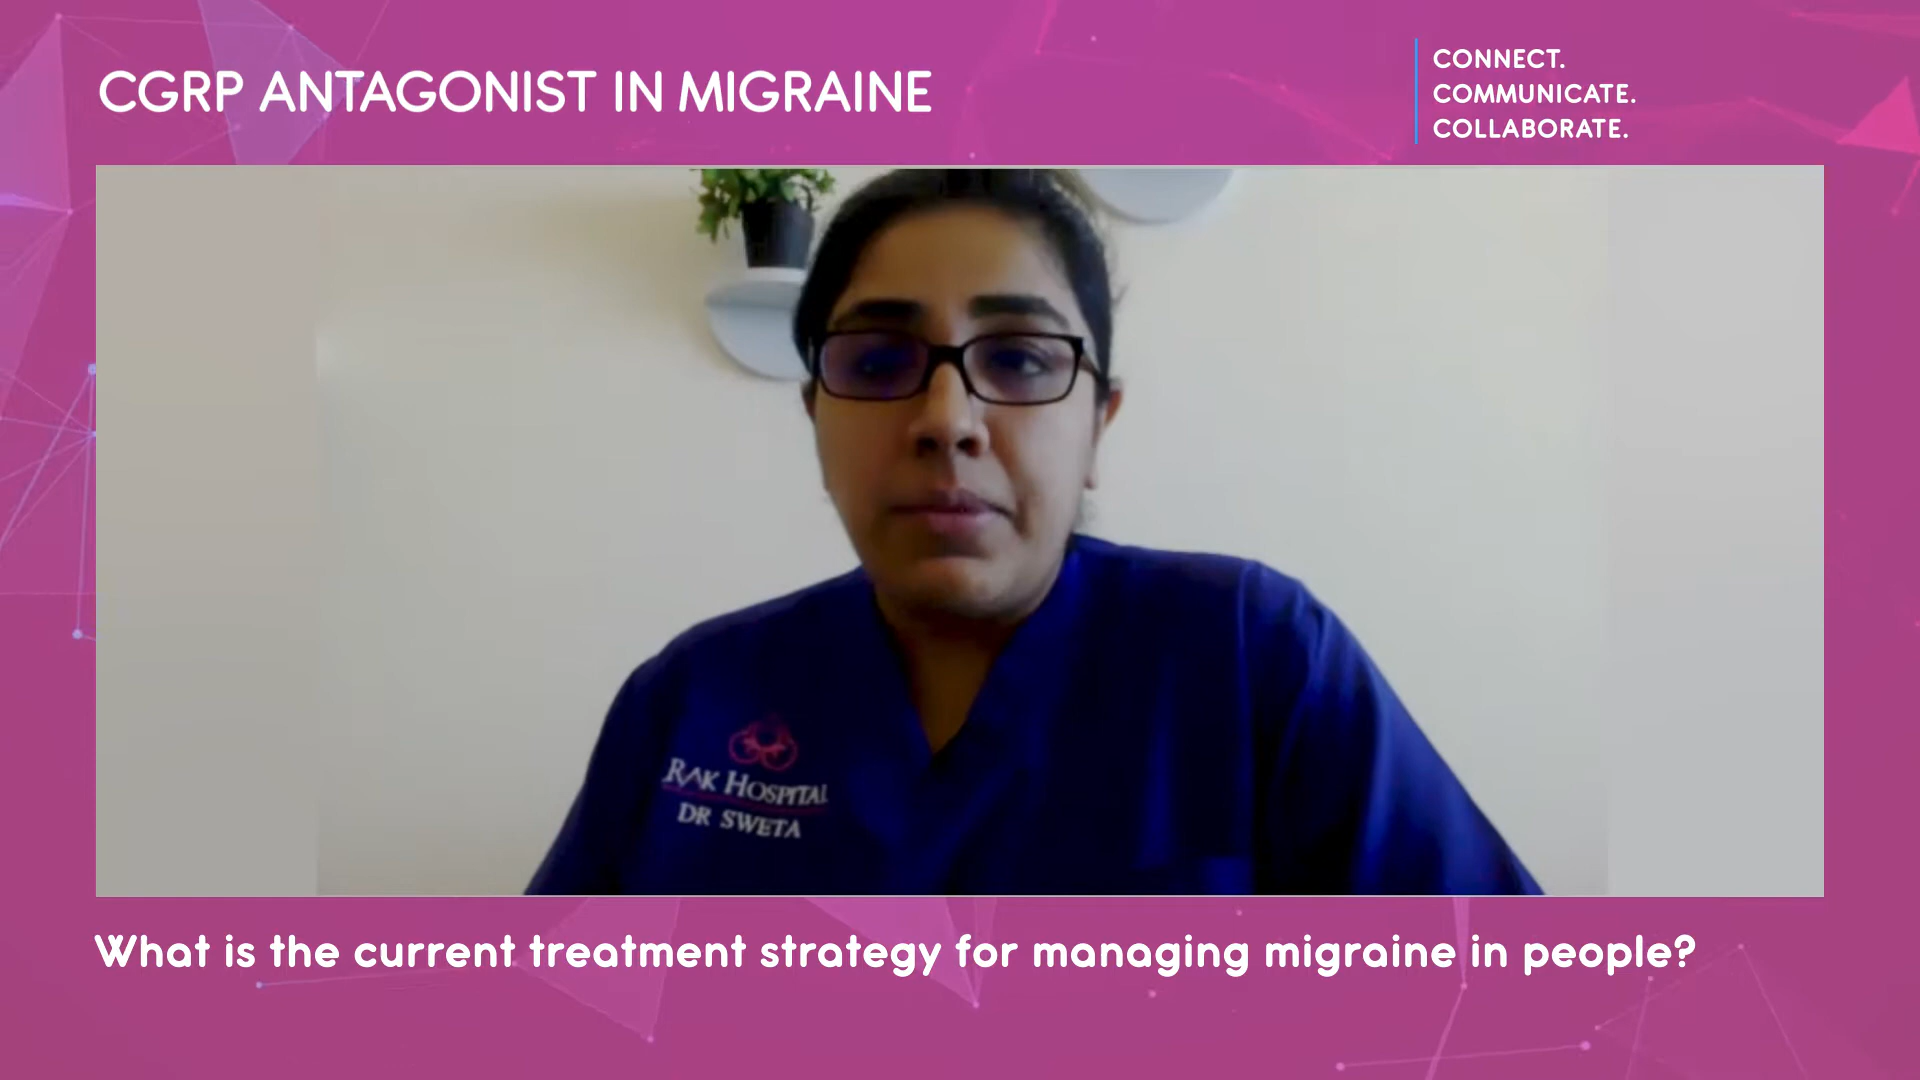 CGRP ANTAGONIST IN MIGRAINE
CONNECT.
COMMUNICATE.
COLLABORATE.
RAK HOSPITAL
DR SWETA
What is the current treatment strategy for managing migraine in people?